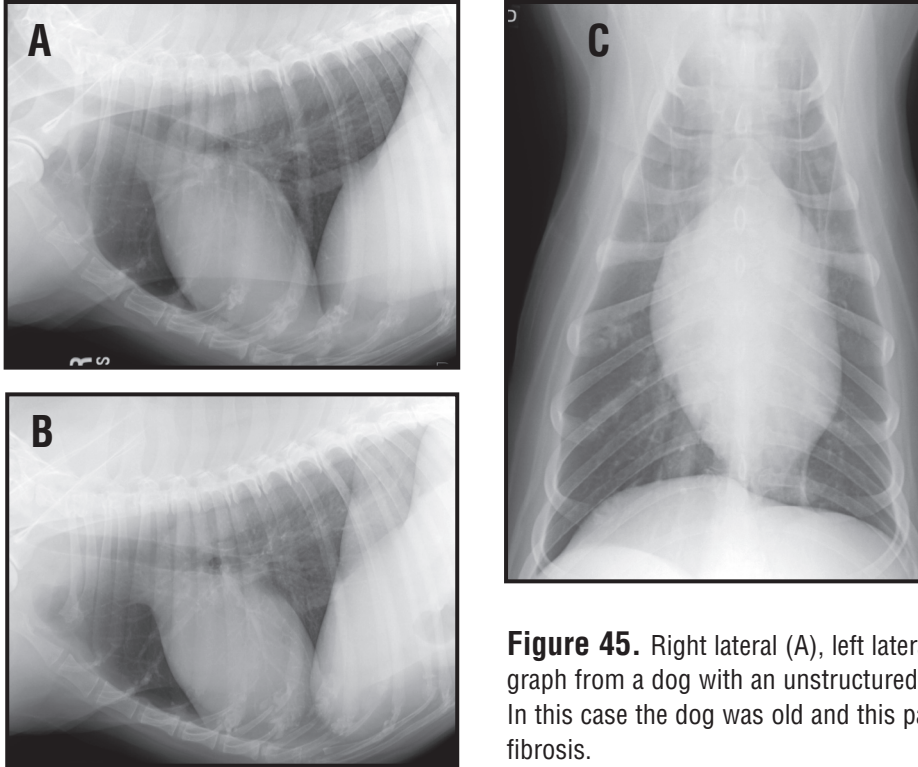 A
B
C
Figure 45. Right lateral (A), left latera
graph from a dog with an unstructured
In this case the dog was old and this pa
fibrosis.